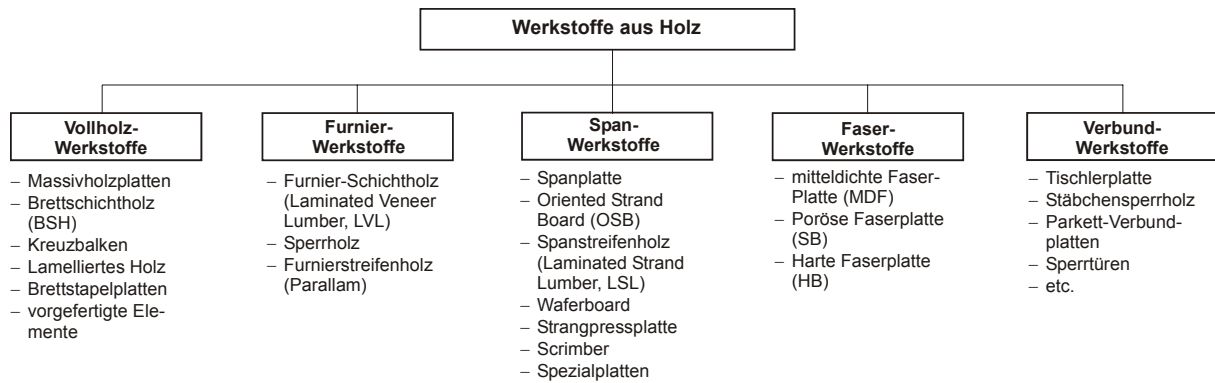 Werkstoffe aus Holz
Vollholz-
Werkstoffe
– Massivholzplatten
– Brettschichtholz
(BSH)
– Kreuzbalken
– Lamelliertes Holz
– Brettstapelplatten
– vorgefertigte Ele-
mente
Furnier-
Werkstoffe
– Furnier-Schichtholz
(Laminated Veneer
Lumber, LVL)
– Sperrholz
– Furnierstreifenholz
(Parallam)
Span-
Werkstoffe
– Spanplatte
– Oriented Strand
Board (OSB)
– Spanstreifenholz
(Laminated Strand
Lumber, LSL)
– Waferboard
– Strangpressplatte
– Scrimber
– Spezialplatten
Faser-
Werkstoffe
– mitteldichte Faser-
Platte (MDF)
– Poröse Faserplatte
(SB)
– Harte Faserplatte
(HB)
Verbund-
Werkstoffe
– Tischlerplatte
– Stäbchensperrholz
– Parkett-Verbund-
platten
– Sperrtüren
– etc.